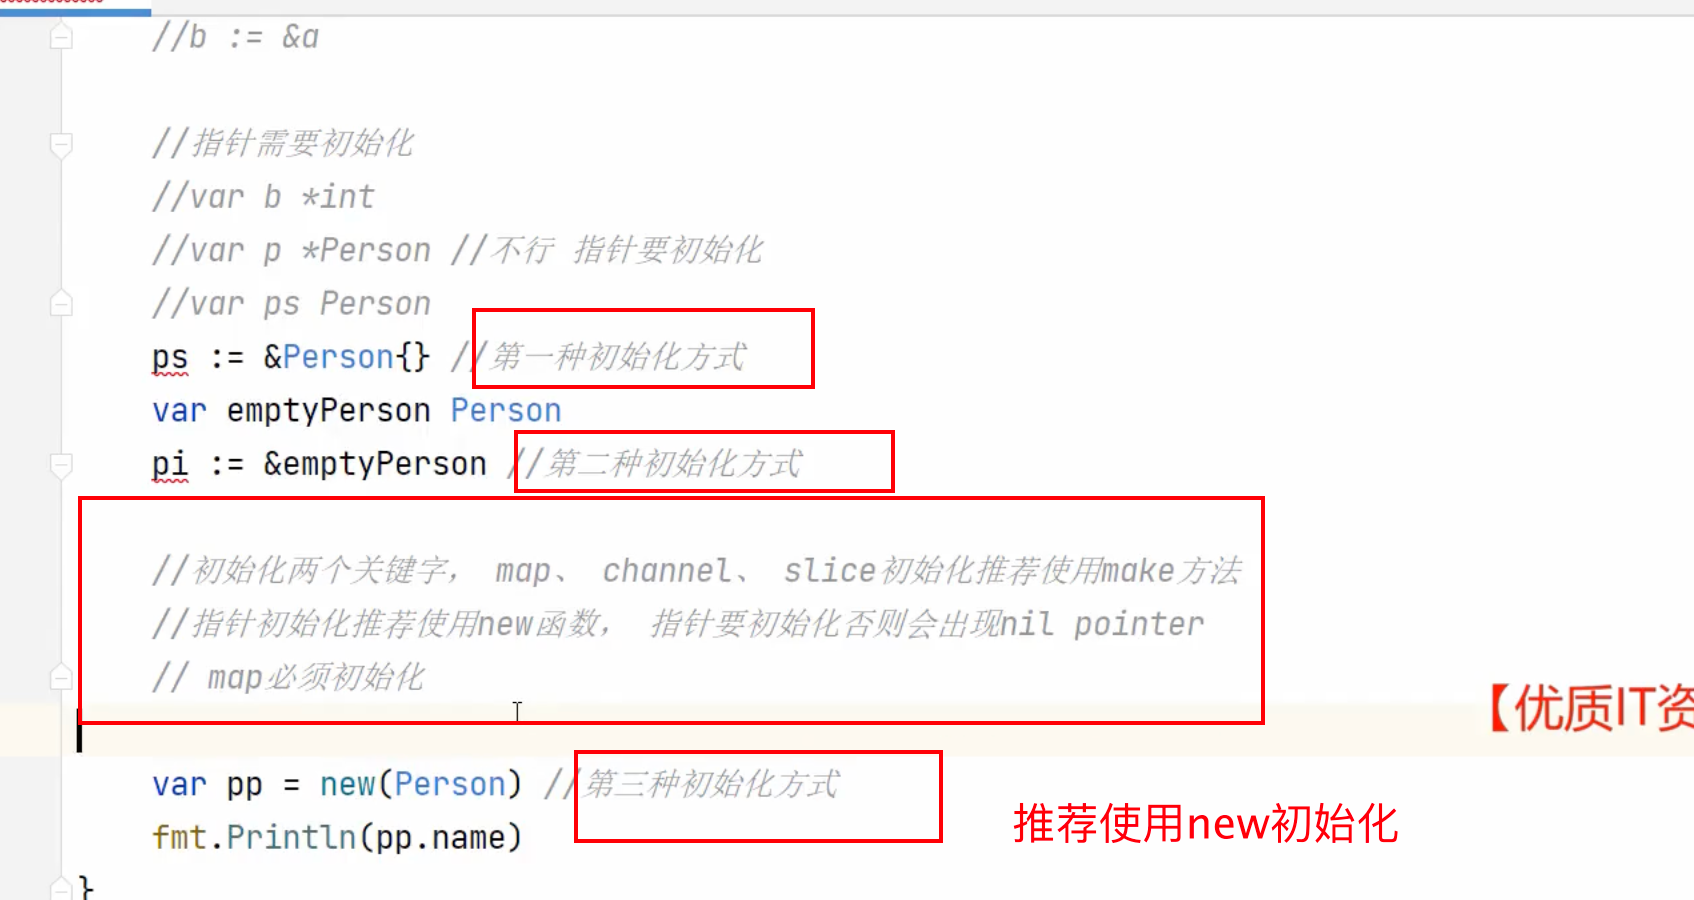 //b := &a
//指针需要初始化
//var b *int
//var p *Person //不行 指针要初始化
//var ps Person
ps := &Person{} //第一种初始化方式
var emptyPerson Person
pi := &emptyPerson //第二种初始化方式
//初始化两个关键字， map、 channel、 slice初始化推荐使用make方法
//指针初始化推荐使用new函数， 指针要初始化否则会出现nil pointer
// map必须初始化
【优质IT资
var pp = new(Person) //第三种初始化方式
推荐使用new初始化
fmt.Println(pp.name)
}